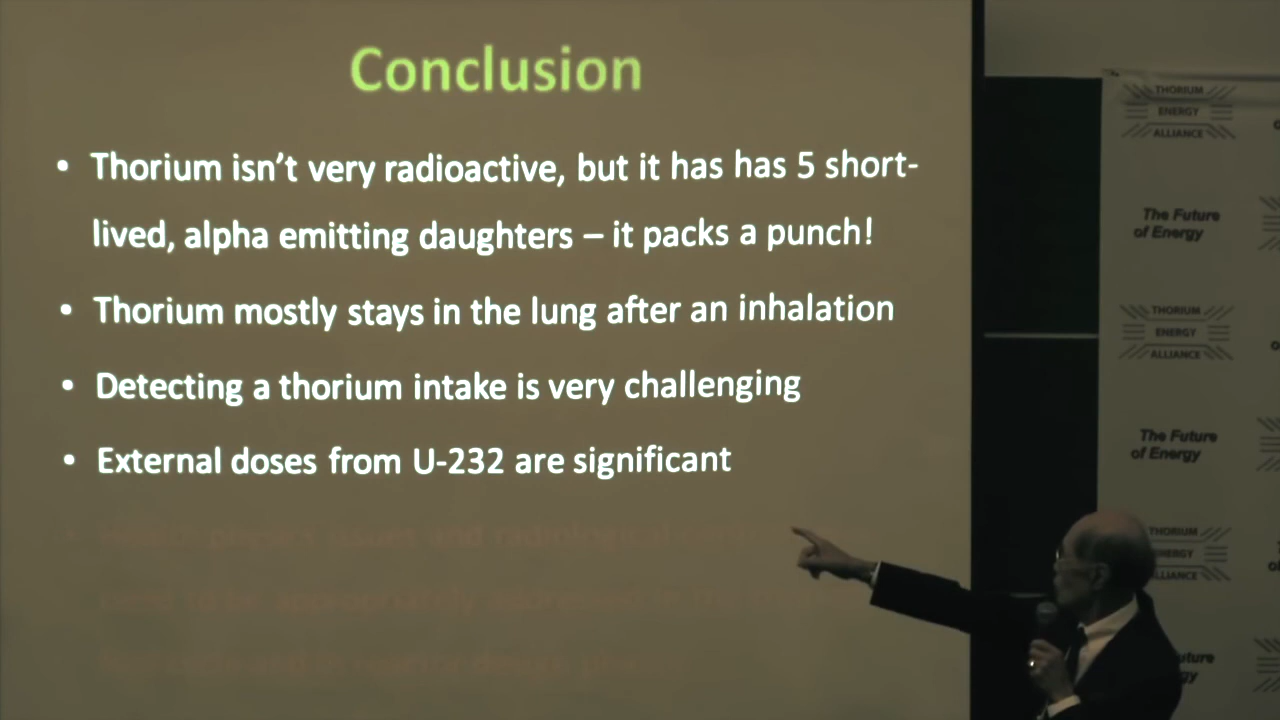 Conclusion
• Thorium isn't very radioactive, but it has has 5 short-
lived, alpha emitting daughters – it packs a punch!
• Thorium mostly stays in the lung after an inhalation
• Detecting a thorium intake is very challenging
• External doses from U-232 are significant
THORIUM
ENERGY
ALLIANCE
The Future
of Energy
THORIUM
ENERGY
ALLIANCE
The Future
of Energy
THORIUM